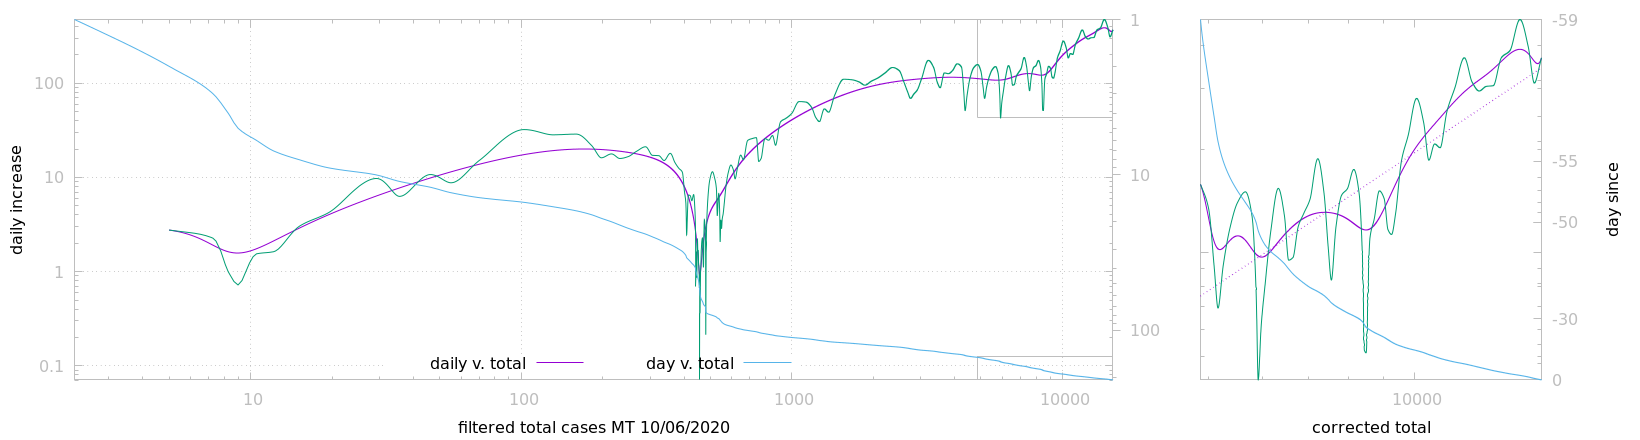 daily increase
100
10
1
0.1
daily v. total
day v. total
10
100
1000
10000
filtered total cases MT 10/06/2020
1
10
100
10000
corrected total
-59
-55
-50
-30
0
day since